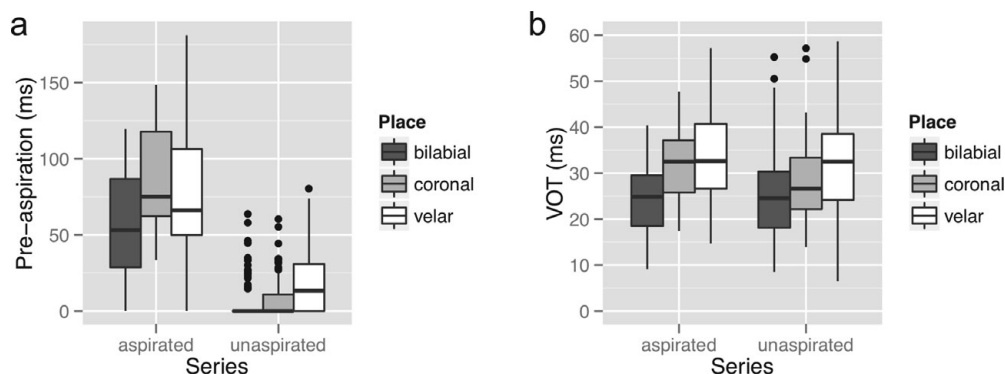 a
Pre-aspiration (ms)
150
100
50
0
aspirated unaspirated
Series
Place
bilabial
coronal
velar
b
VOT (ms)
60
50
40
30
20
10
0
aspirated unaspirated
Series
Place
bilabial
coronal
velar